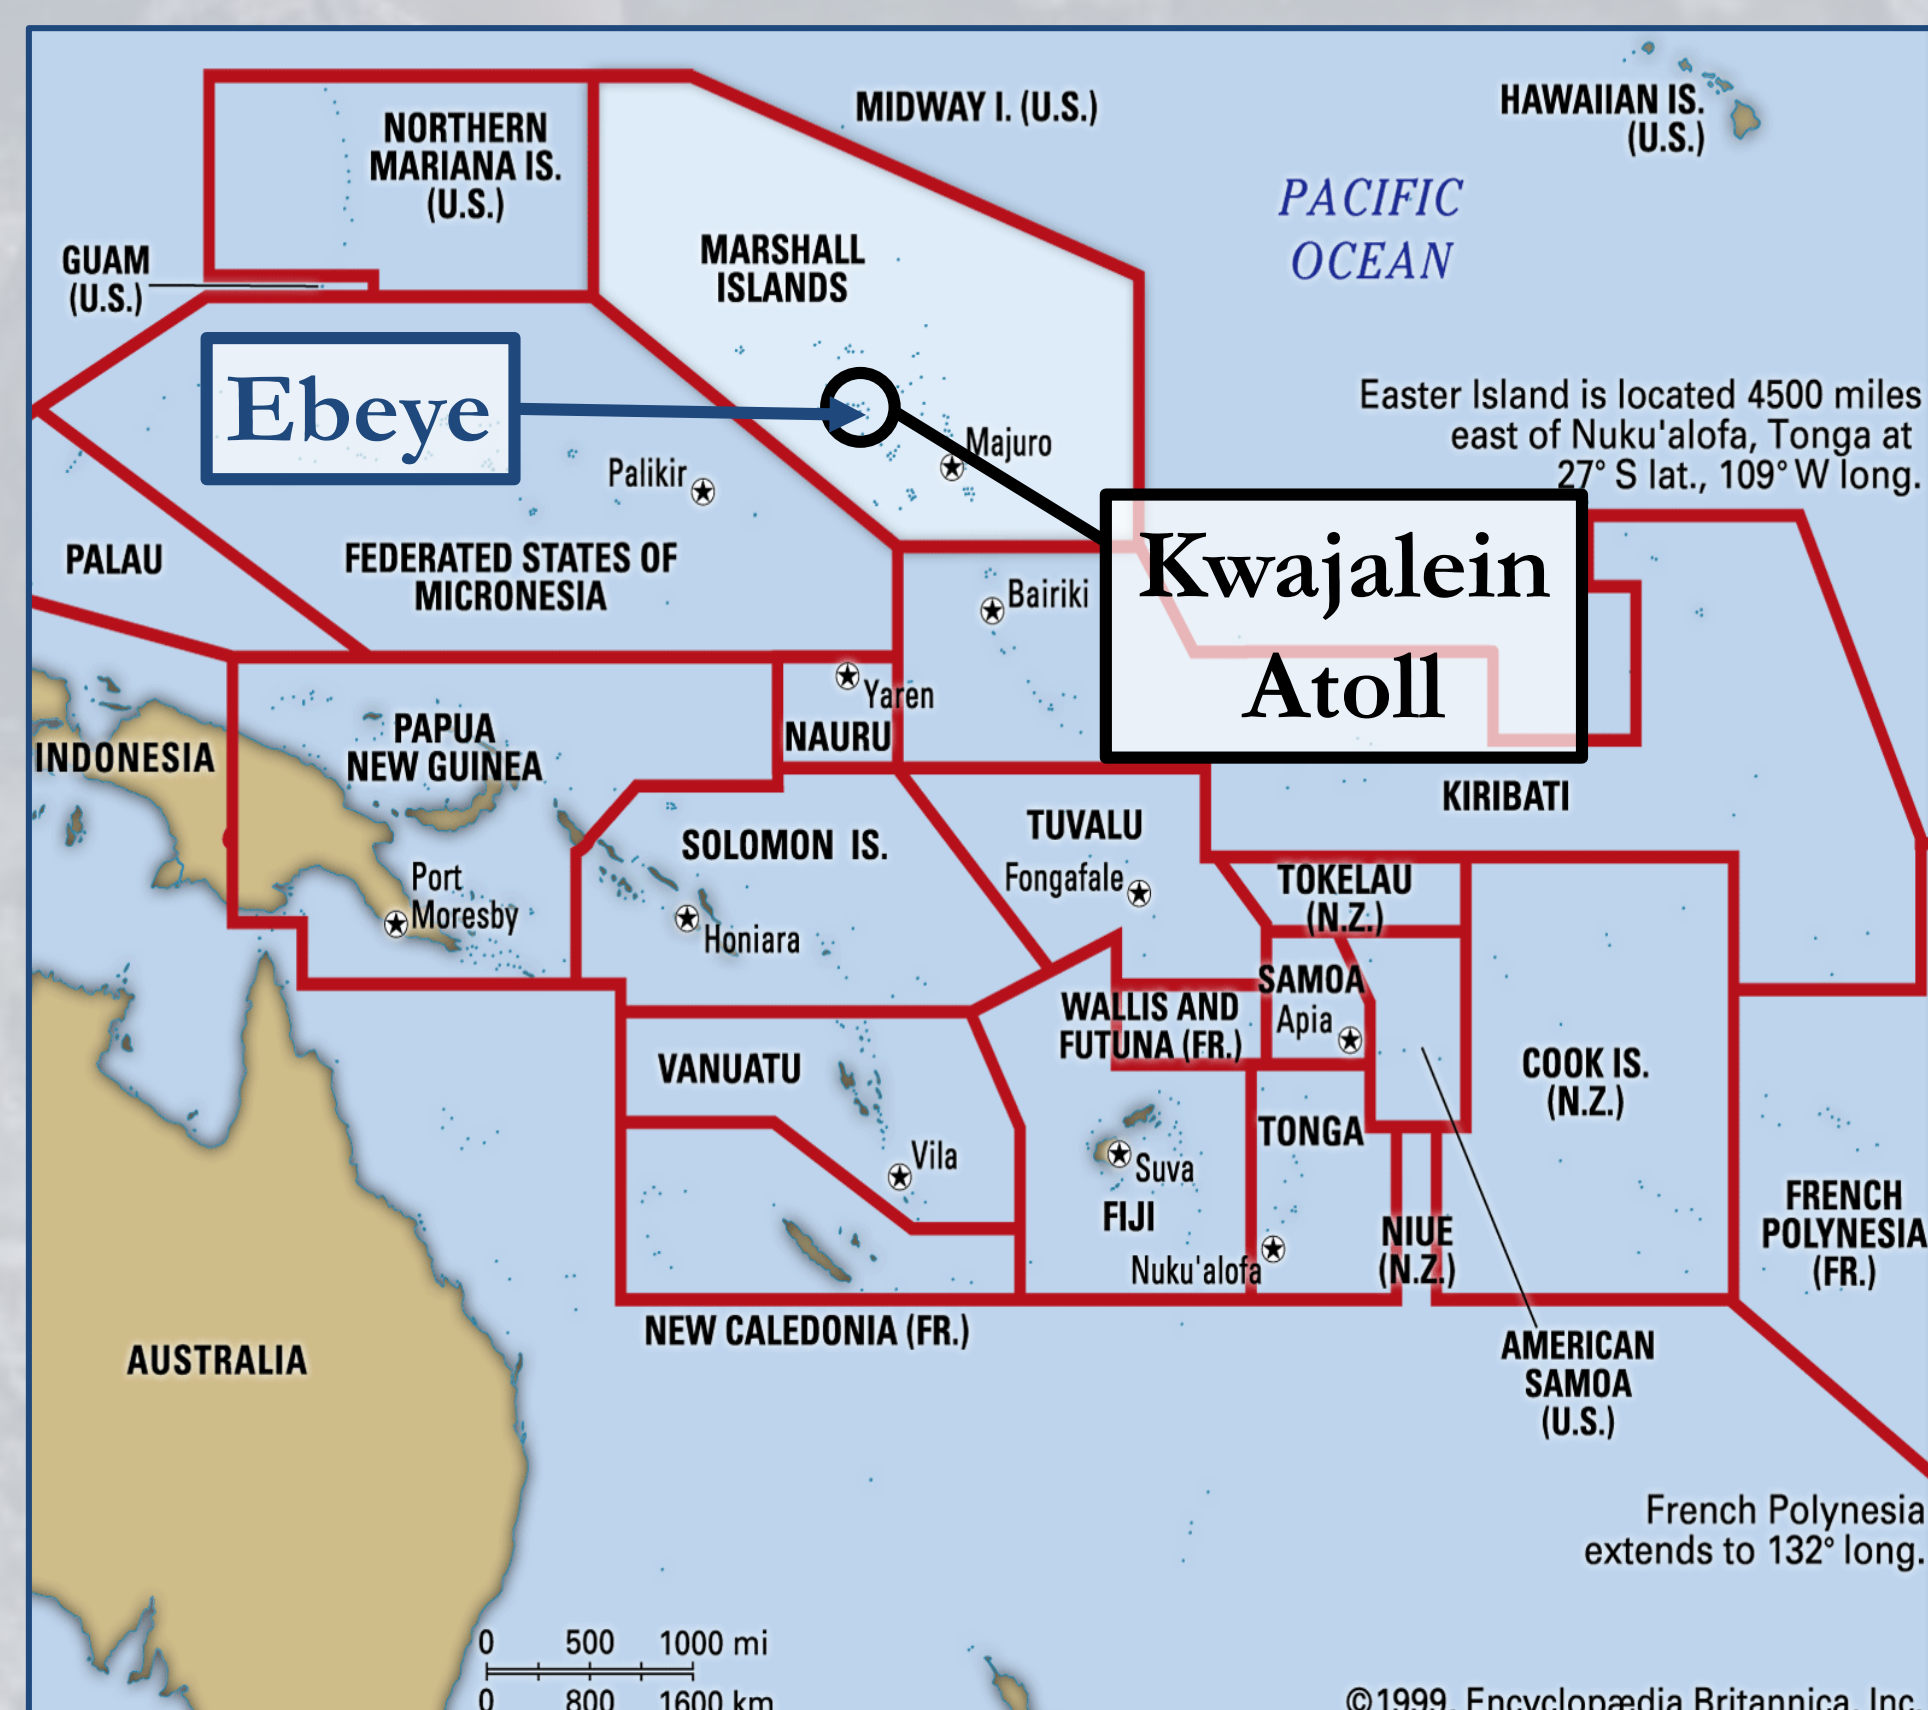 MIDWAY I. (U.S.)
HAWAIIAN IS.
(U.S.)
NORTHERN
MARIANA IS.
(U.S.)
PACIFIC
OCEAN
GUAM
(U.S.)
MARSHALL
ISLANDS
Ebeye
Majuro
Easter Island is located 4500 miles
east of Nuku'alofa, Tonga at
27° S lat., 109° W long.
Palikir
PALAU
FEDERATED STATES OF
MICRONESIA
Bairiki
Kwajalein
Atoll
Yaren
NAURU
INDONESIA
PAPUA
NEW GUINEA
KIRIBATI
SOLOMON IS.
TUVALU
Fongafale
Port
Moresby
Honiara
TOKELAU
(N.Z.)
SAMOA
Apia
WALLIS AND
FUTUNA (FR.)
VANUATU
COOK IS.
(N.Z.)
TONGA
Vila
Suva
FIJI
Nuku'alofa
NIUE
(N.Z.)
FRENCH
POLYNESIA
(FR.)
NEW CALEDONIA (FR.)
AUSTRALIA
AMERICAN
SAMOA
(U.S.)
French Polynesia
extends to 132° long.
0 500 1000 mi
0 800 1600 km
©1999, Encyclopædia Britannica, Inc.